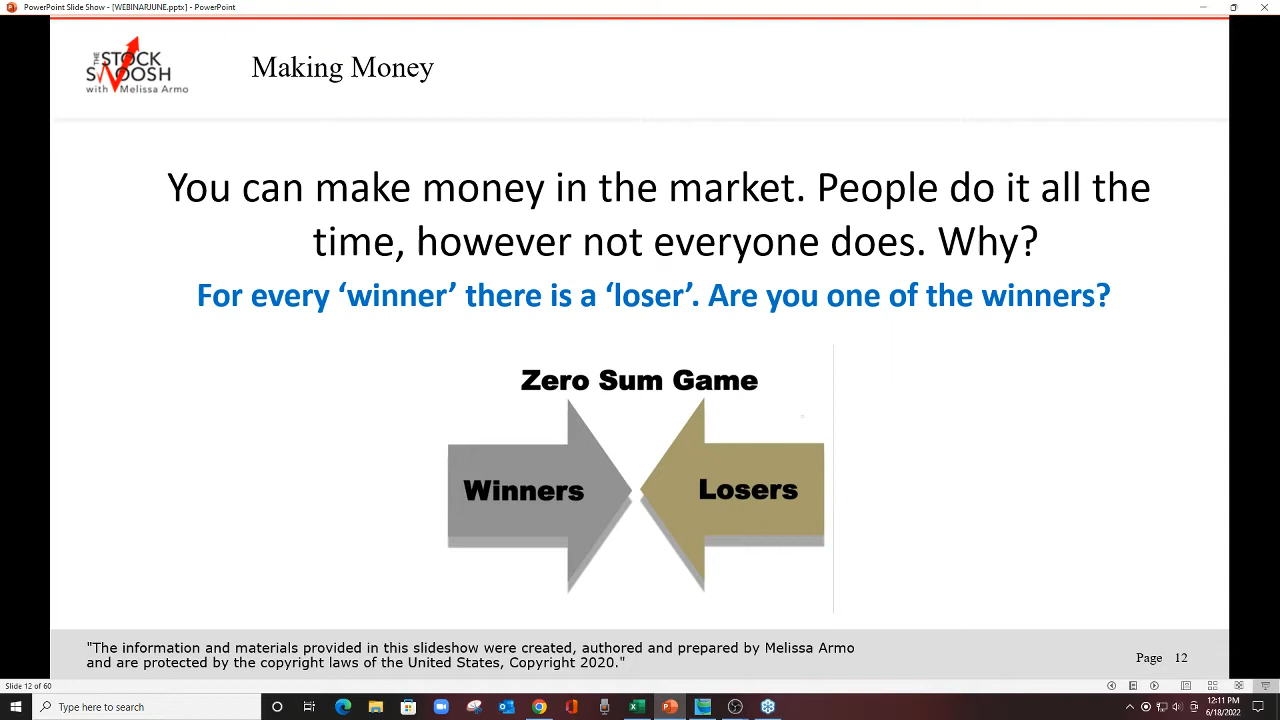 PowerPoint Slide Show - [WEBINARJUNE.pptx] - PowerPoint
THE
STOCK
SWOOSH
with Melissa Armo
Making Money
You can make money in the market. People do it all the
time, however not everyone does. Why?
For every ‘winner’ there is a ‘loser’. Are you one of the winners?
Zero Sum Game
Winners
Losers
"The information and materials provided in this slideshow were created, authored and prepared by Melissa Armo
and are protected by the copyright laws of the United States, Copyright 2020."
Page 12
Slide 12 of 60
Type here to search
12:11 PM
6/18/2022